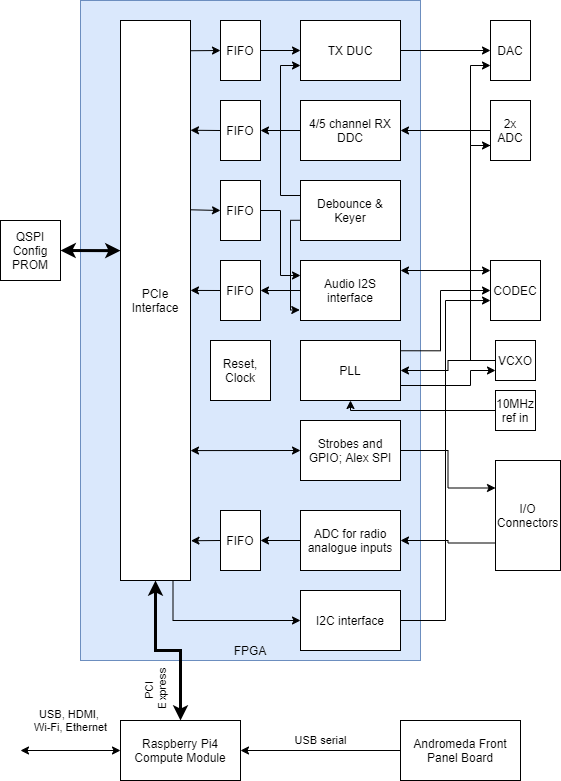 FIFO
TX DUC
DAC
FIFO
4/5 channel RX
DDC
2x
ADC
FIFO
Debounce &
Keyer
QSPI
Config
PROM
PCIe
Interface
FIFO
Audio I2S
interface
CODEC
Reset,
Clock
PLL
VCXO
10MHz
ref in
Strobes and
GPIO; Alex SPI
I/O
Connectors
FIFO
ADC for radio
analogue inputs
I2C interface
FPGA
PCI
Express
USB, HDMI,
Wi-Fi, Ethernet
Raspberry Pi4
Compute Module
USB serial
Andromeda Front
Panel Board